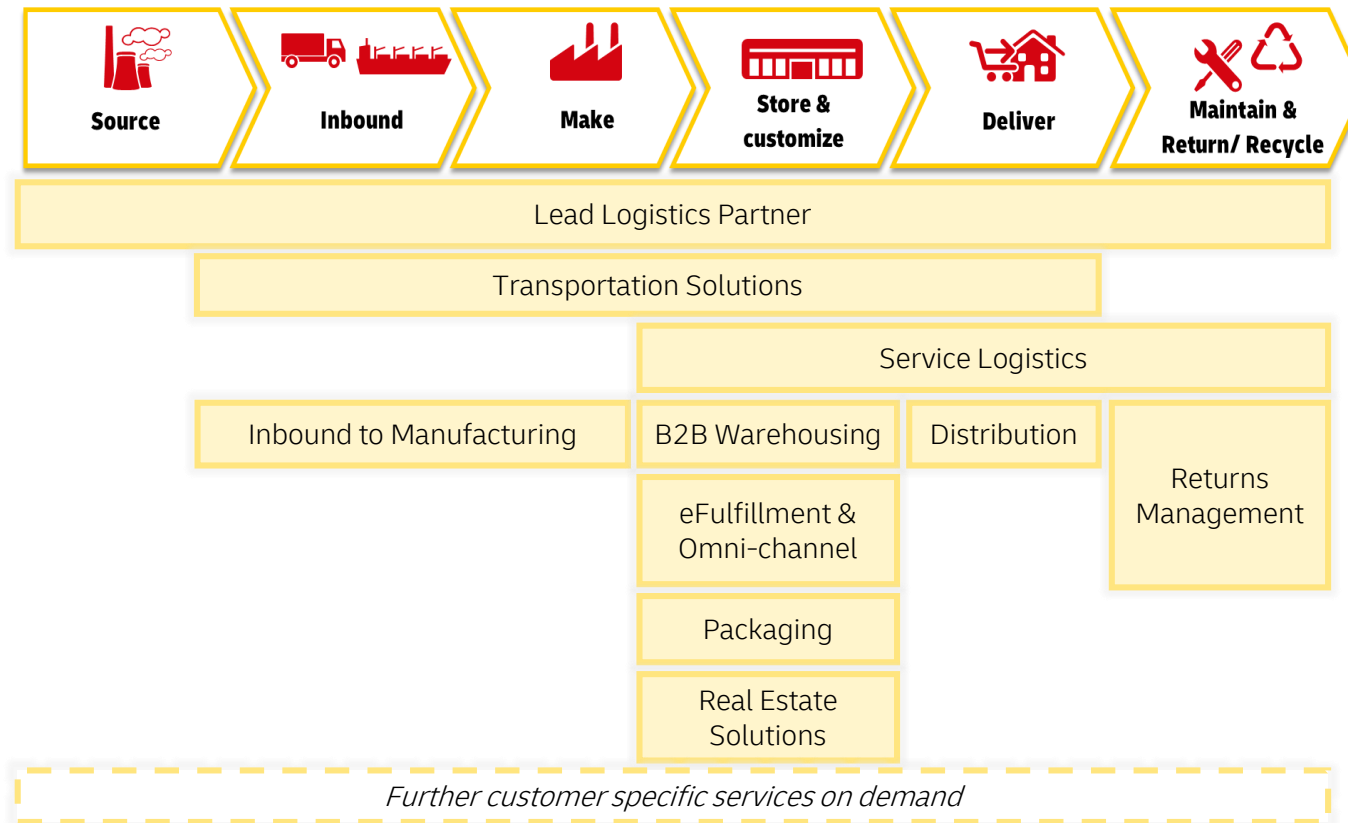 Source
Inbound
Make
Store &
customize
Deliver
Maintain &
Return/ Recycle
Lead Logistics Partner
Transportation Solutions
Service Logistics
Inbound to Manufacturing
B2B Warehousing
Distribution
Returns
Management
eFulfillment &
Omni-channel
Packaging
Real Estate
Solutions
Further customer specific services on demand